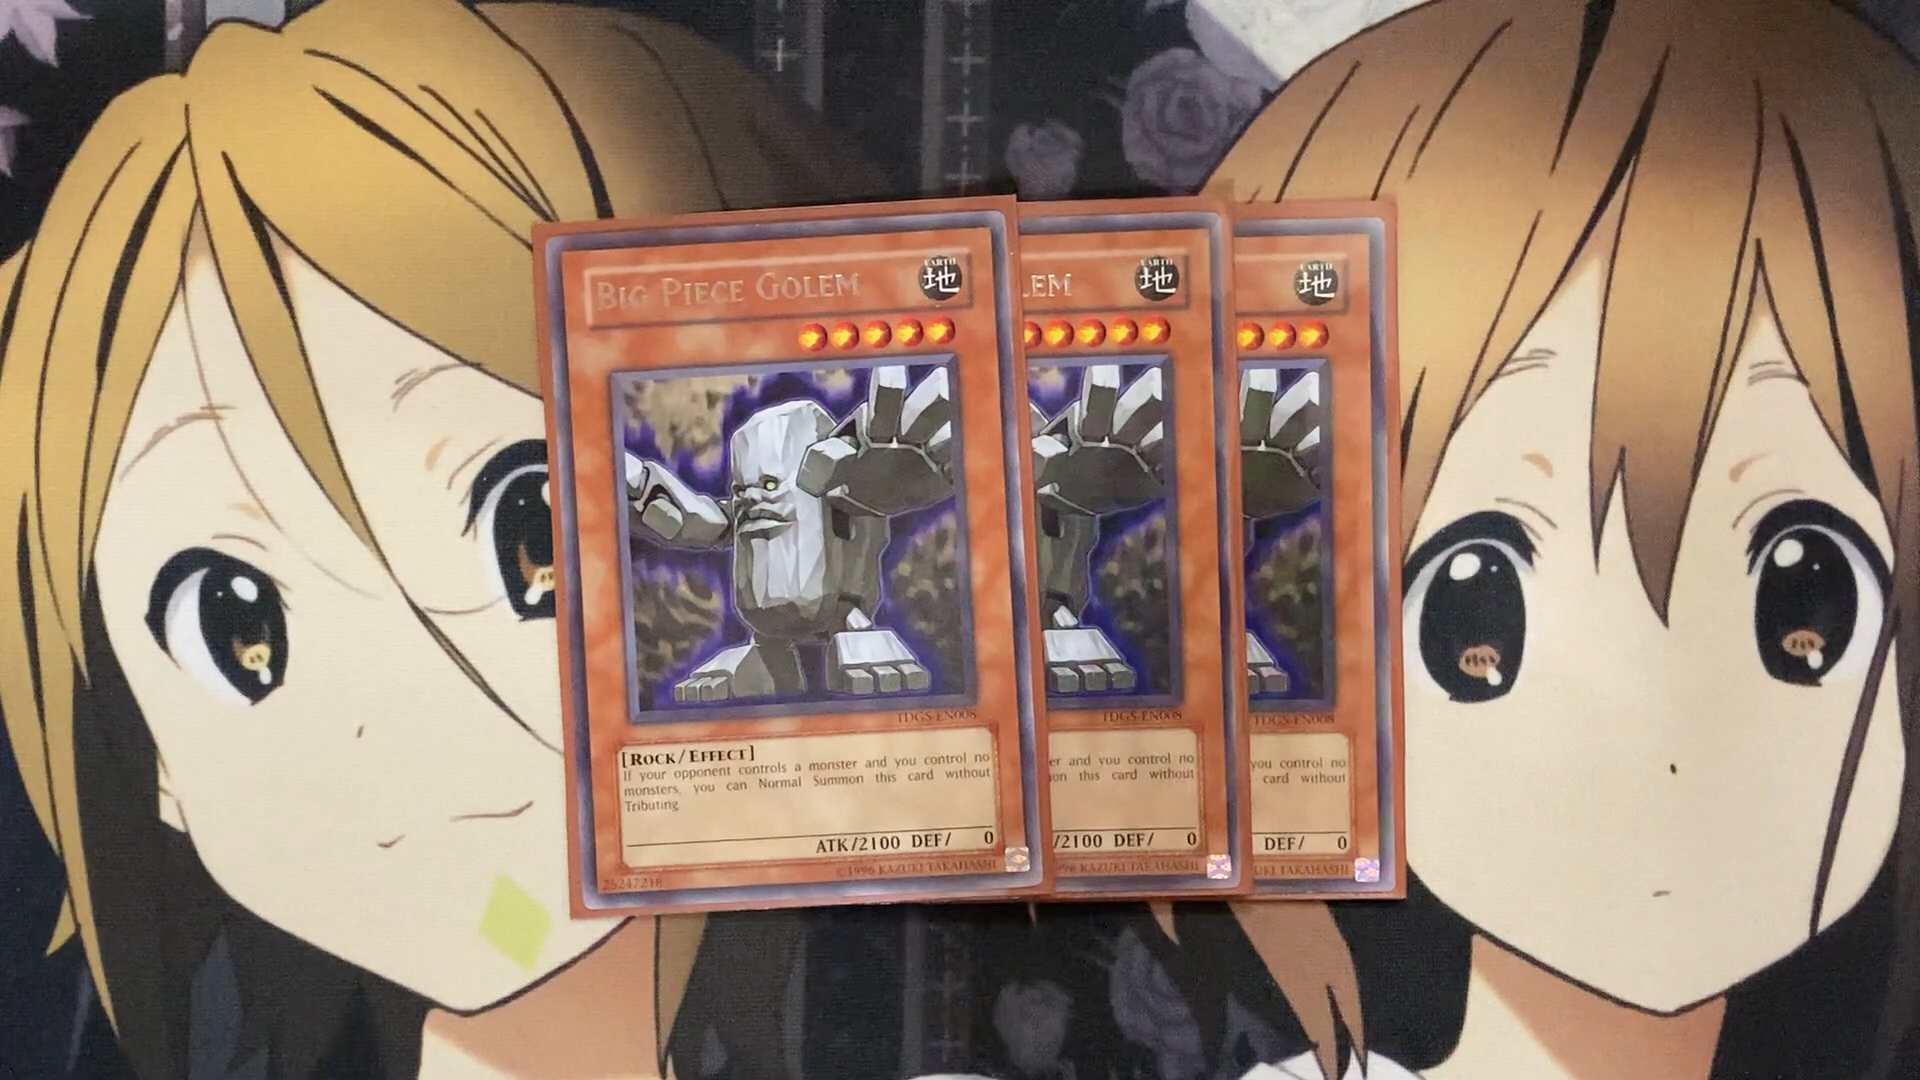 BIG PIECE GOLEM
EARTH
地
TDGS-EN008
[ROCK/EFFECT]
If your opponent controls a monster and you control no
monsters, you can Normal Summon this card without
Tributing.
ATK/2100 DEF/ 0
25247218
©1996 KAZUKI TAKAHASHI
LEM
EARTH
地
TDGS-EN008
er and you control no
on this card without
/2100 DEF/ 0
996 KAZUKI TAKAHASHI
EARTH
地
TDGS-EN008
you control no
card without
DEF/ 0
UKI TAKAHASHI